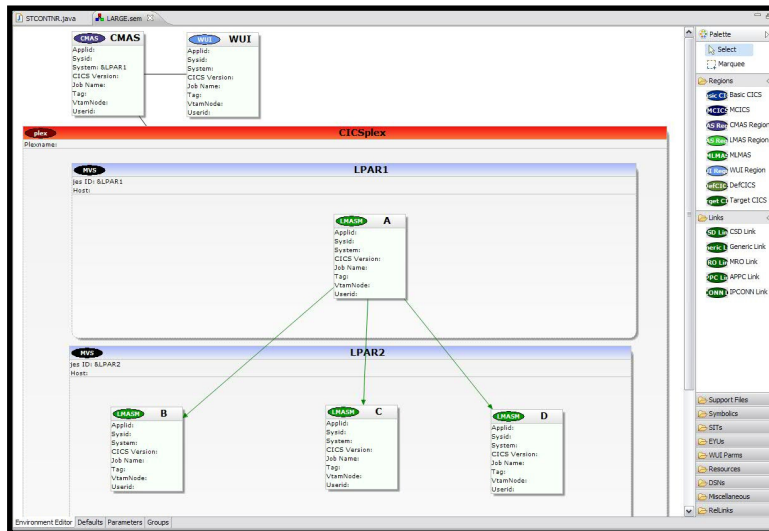 STCONTNR.java
LARGE.sem
CMAS CMAS
Applid:
Sysid:
System: &LPAR1
CICS Version:
Job Name:
Tag:
VtamNode:
Userid:
WUI WUI
Applid:
Sysid:
System:
CICS Version:
Job Name:
Tag:
VtamNode:
Userid:
plex CICSplex
Plexname:
MVS LPAR1
jes ID: &LPAR1
Host:
LMASM A
Applid:
Sysid:
System:
CICS Version:
Job Name:
Tag:
VtamNode:
Userid:
MVS LPAR2
jes ID: &LPAR2
Host:
LMASM B
Applid:
Sysid:
System:
CICS Version:
Job Name:
Tag:
VtamNode:
Userid:
LMASM C
Applid:
Sysid:
System:
CICS Version:
Job Name:
Tag:
VtamNode:
Userid:
LMASM D
Applid:
Sysid:
System:
CICS Version:
Job Name:
Tag:
VtamNode:
Userid:
Environment Editor Defaults Parameters Groups
Palette
Select
Marquee
Regions
Basic CICS
MCICS MCICS
CMAS Region
LMAS Region
MLMAS
WUI Region
DefCICS
Target CICS
Links
CSD Link
Generic Link
MRO Link
APPC Link
IPCONN Link
Support Files
Symbolics
SITs
EYUs
WUI Parms
Resources
DSNs
Miscellaneous
RelLinks